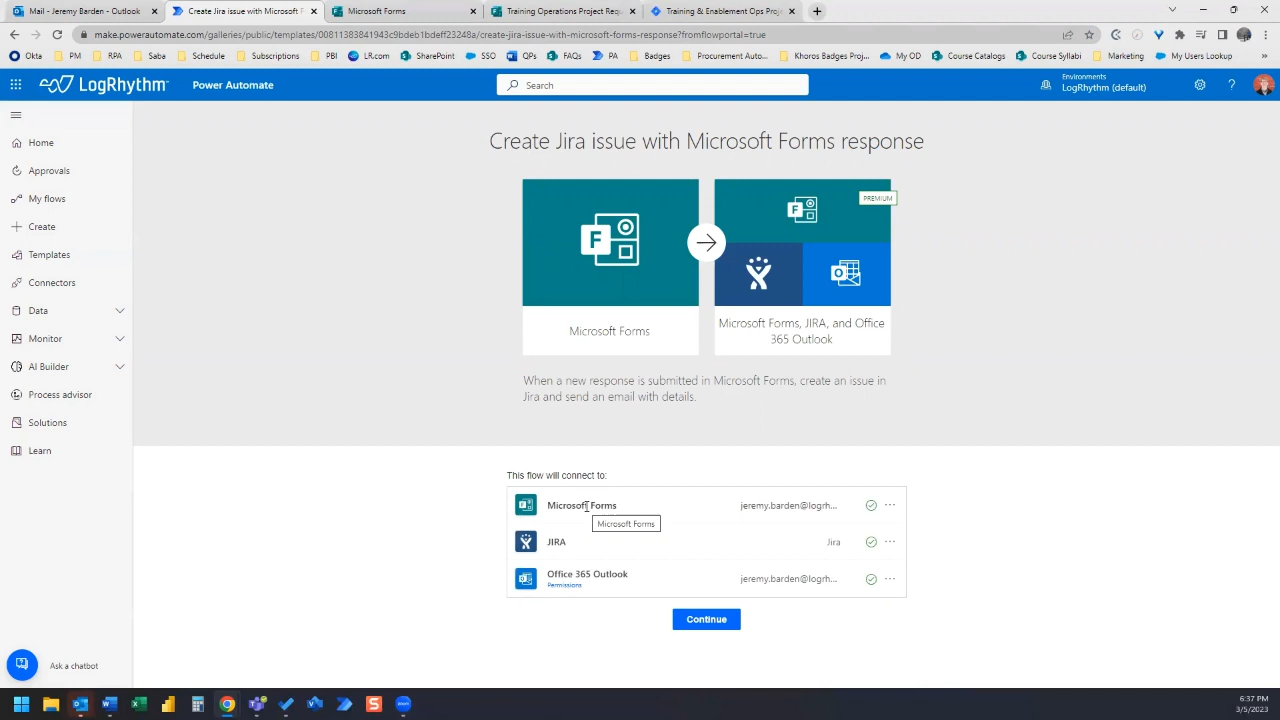 Mail - Jeremy Barden - Outlook
Create Jira issue with Microsoft F
Microsoft Forms
Training Operations Project Requ
Training & Enablement Ops Proje
make.powerautomate.com/galleries/public/templates/00811383841943c9bdeb1bdeff23248a/create-jira-issue-with-microsoft-forms-response?fromflowportal=true
Okta
PM
RPA
Saba
Schedule
Subscriptions
PBI
LR.com
SharePoint
SSO
QPs
FAQs
PA
Badges
Procurement Auto...
Khoros Badges Proj...
My OD
Course Catalogs
Course Syllabi
Marketing
My Users Lookup
LogRhythm
Power Automate
Search
Environments
LogRhythm (default)
Home
Approvals
My flows
Create
Templates
Connectors
Data
Monitor
AI Builder
Process advisor
Solutions
Learn
Ask a chatbot
Create Jira issue with Microsoft Forms response
PREMIUM
Microsoft Forms
Microsoft Forms, JIRA, and Office
365 Outlook
When a new response is submitted in Microsoft Forms, create an issue in
Jira and send an email with details.
This flow will connect to:
Microsoft Forms
jeremy.barden@logrh...
Microsoft Forms
JIRA
Jira
Office 365 Outlook
Permissions
jeremy.barden@logrh...
Continue
6:37 PM
3/5/2023